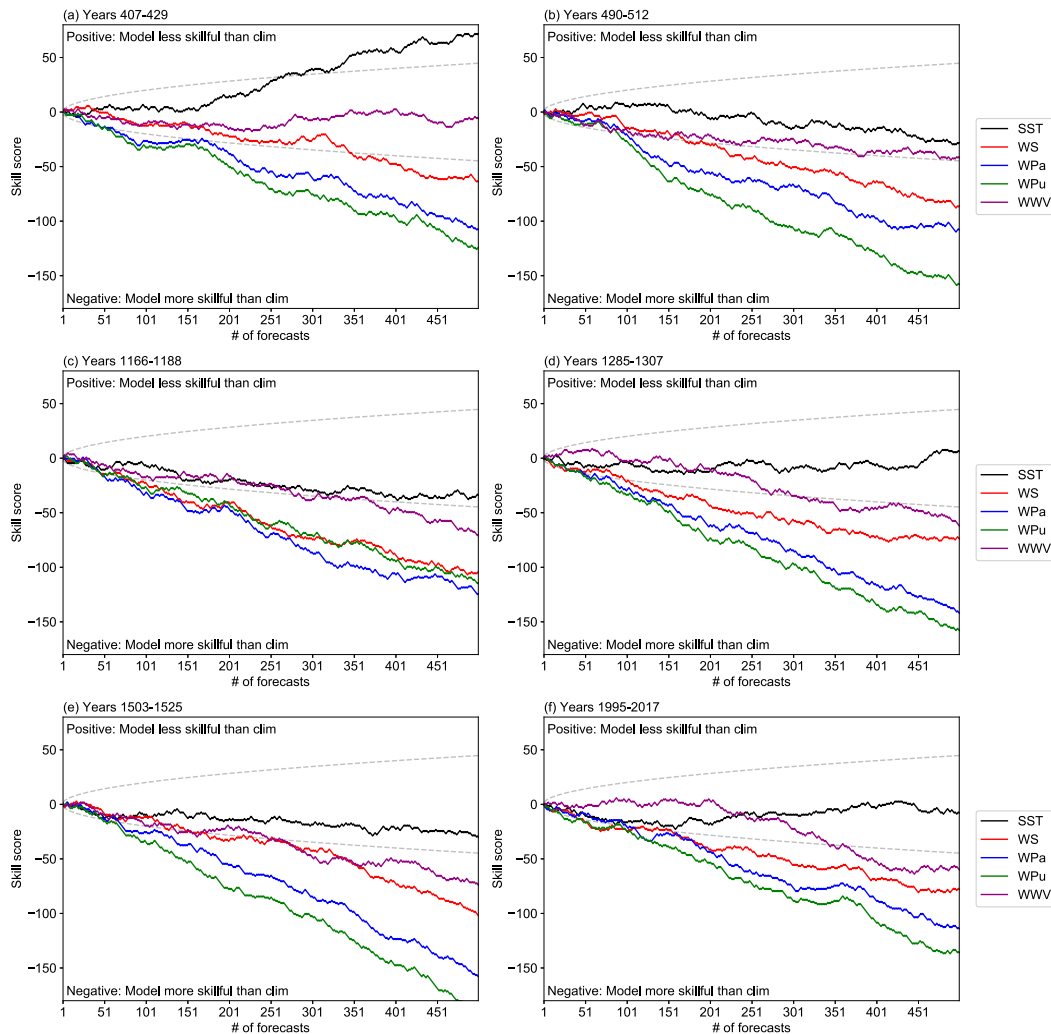 (a) Years 407-429
Positive: Model less skillful than clim
50
0
−50
−100
−150
Skill score
Negative: Model more skillful than clim
1 51 101 151 201 251 301 351 401 451
# of forecasts
(b) Years 490-512
Positive: Model less skillful than clim
50
0
−50
−100
−150
Skill score
Negative: Model more skillful than clim
1 51 101 151 201 251 301 351 401 451
# of forecasts
SST
WS
WPa
WPu
WWV
(c) Years 1166-1188
Positive: Model less skillful than clim
50
0
−50
−100
−150
Skill score
Negative: Model more skillful than clim
1 51 101 151 201 251 301 351 401 451
# of forecasts
(d) Years 1285-1307
Positive: Model less skillful than clim
50
0
−50
−100
−150
Skill score
Negative: Model more skillful than clim
1 51 101 151 201 251 301 351 401 451
# of forecasts
SST
WS
WPa
WPu
WWV
(e) Years 1503-1525
Positive: Model less skillful than clim
50
0
−50
−100
−150
Skill score
Negative: Model more skillful than clim
1 51 101 151 201 251 301 351 401 451
# of forecasts
(f) Years 1995-2017
Positive: Model less skillful than clim
50
0
−50
−100
−150
Skill score
Negative: Model more skillful than clim
1 51 101 151 201 251 301 351 401 451
# of forecasts
SST
WS
WPa
WPu
WWV